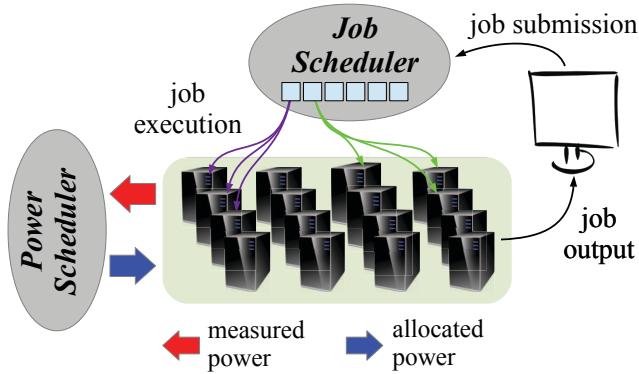 Job
Scheduler
job submission
job
execution
Power
Scheduler
job
output
measured
power
allocated
power